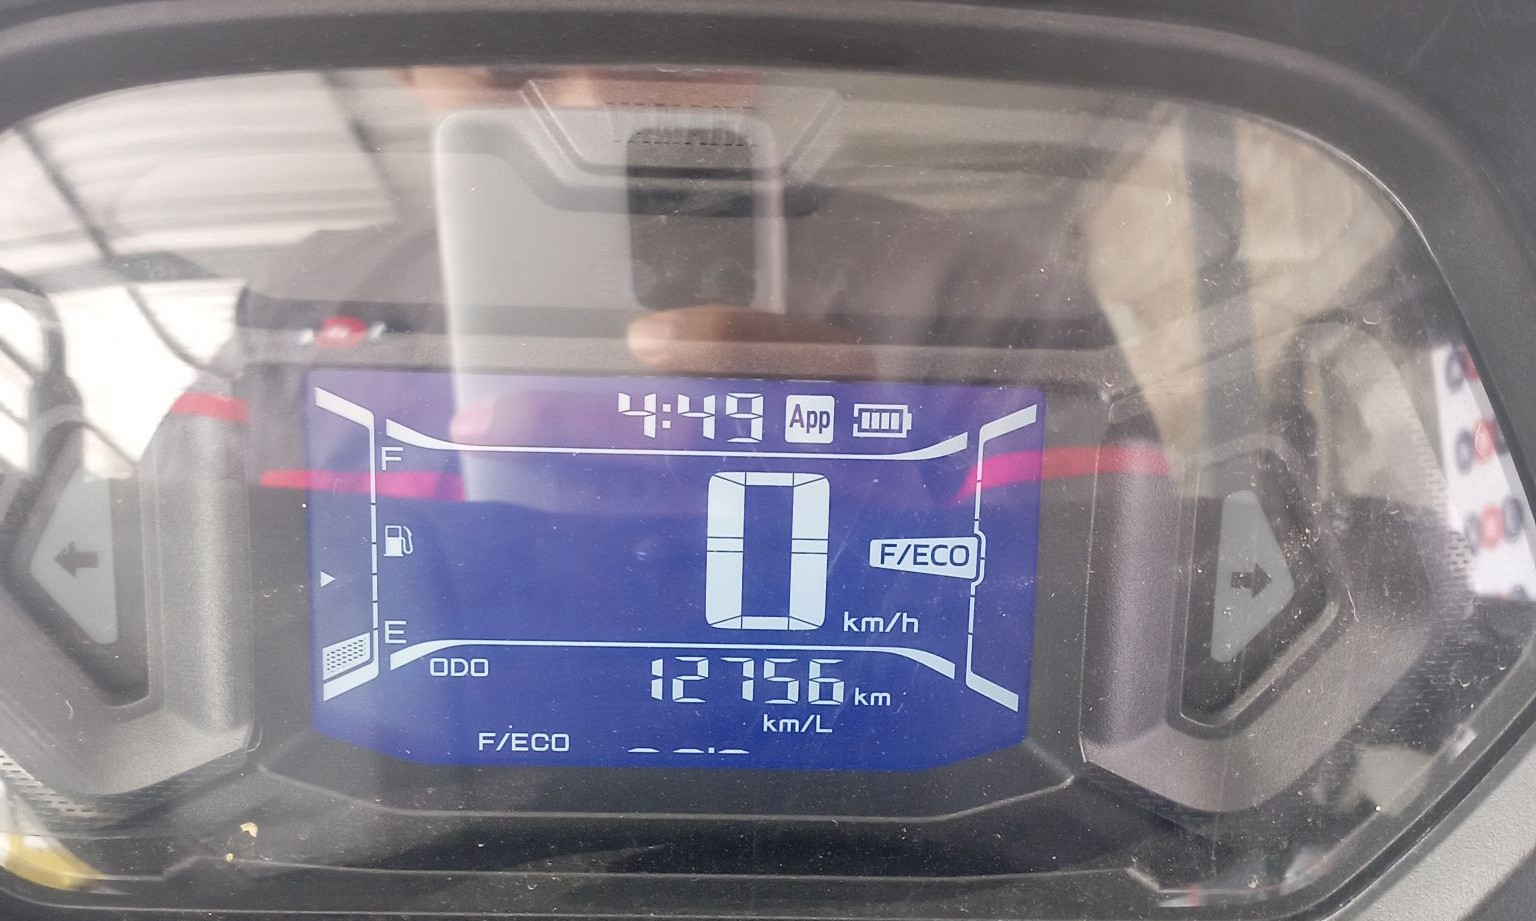 4:49 App
F
0 km/h
F/ECO
E
ODO 12756 km
km/L
F/ECO